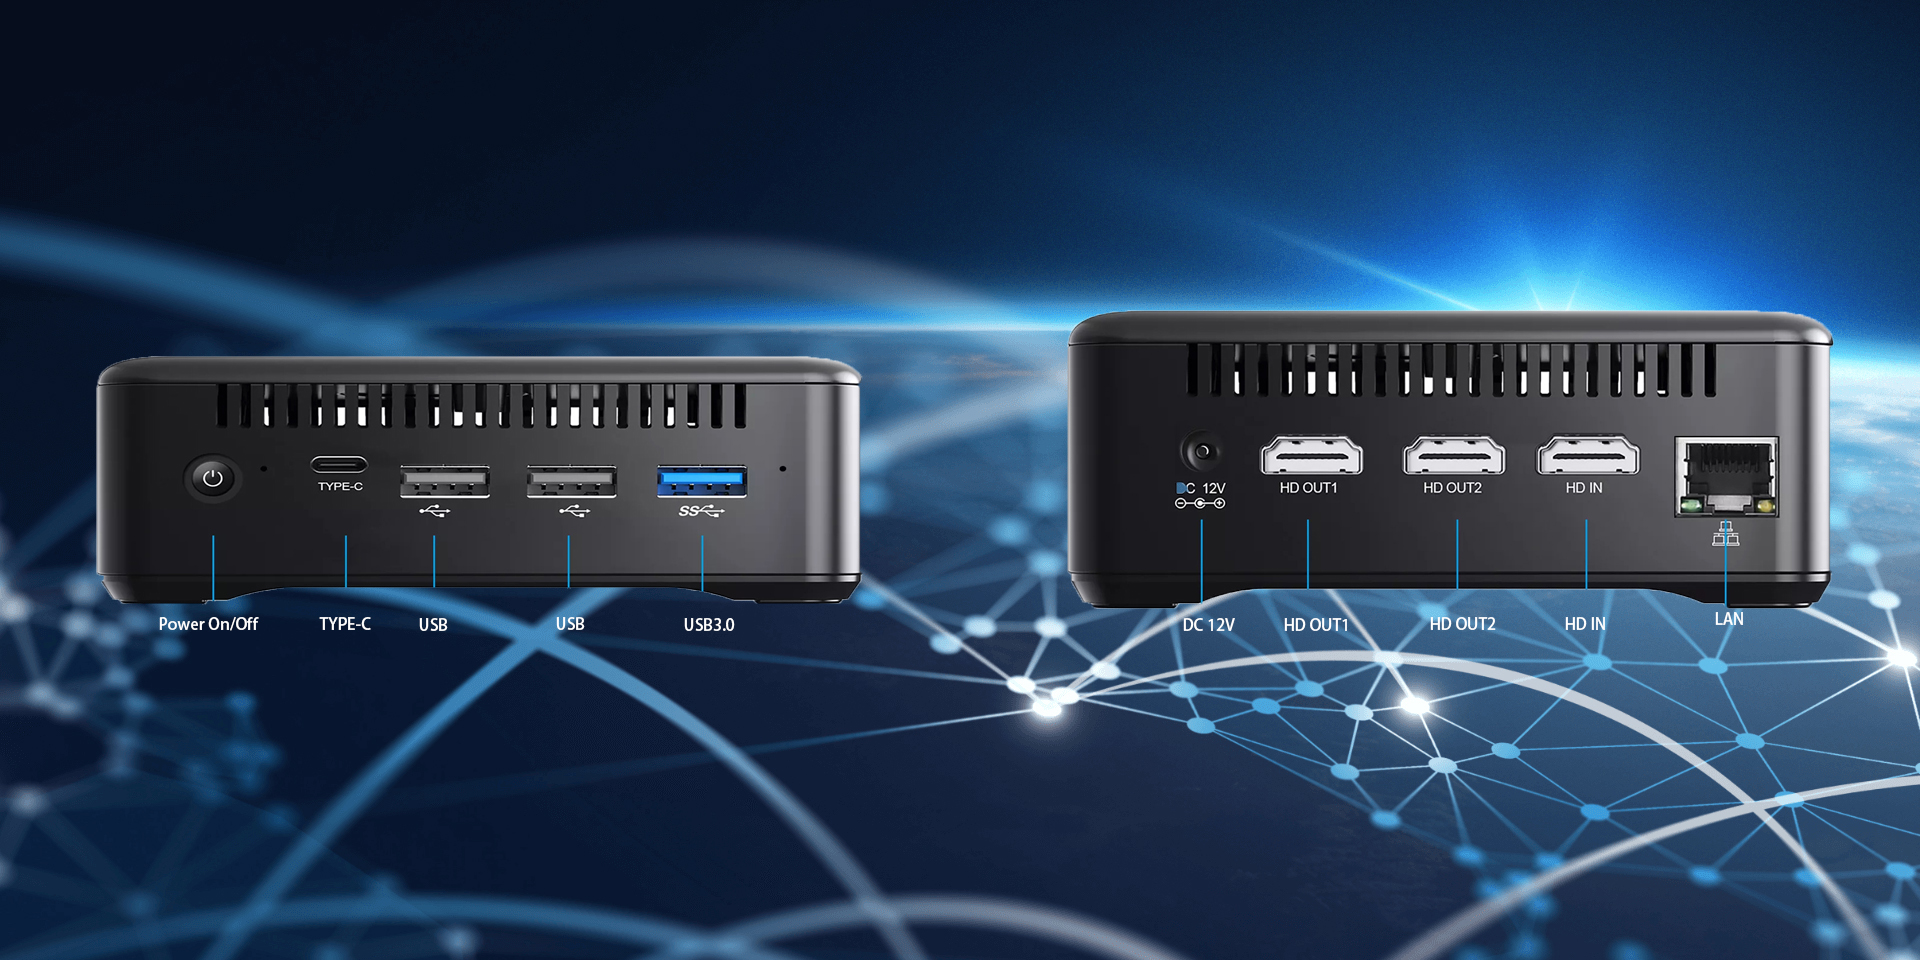 TYPE-C
SS
Power On/Off
TYPE-C
USB
USB
USB3.0
DC 12V
HD OUT1
HD OUT2
HD IN
DC 12V
HD OUT1
HD OUT2
HD IN
LAN